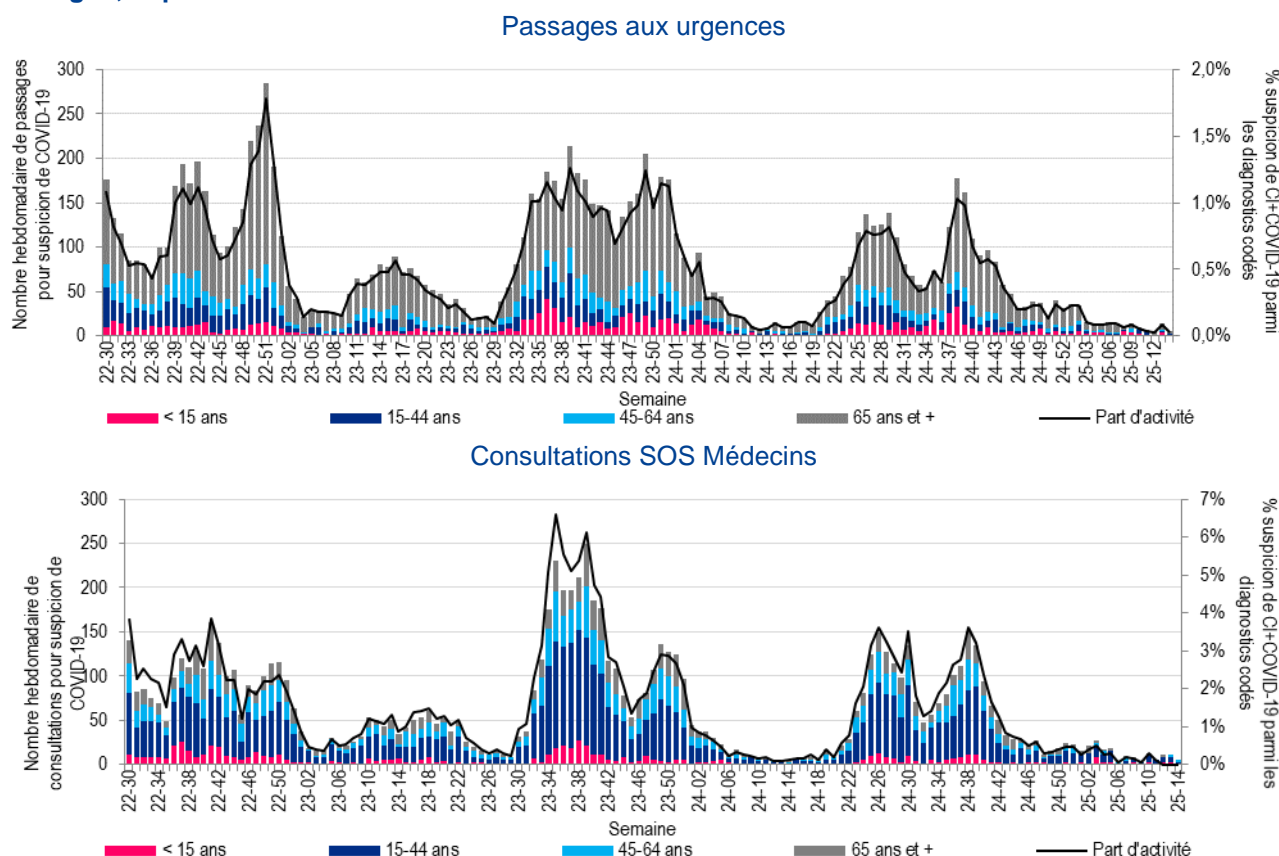 Passages aux urgences
Nombre hebdomadaire de passages
pour suspicion de COVID-19
300
250
200
150
100
50
0
2,0%
1,5%
1,0%
0,5%
0,0%
% suspicion de CI+COVID-19 parmi
les diagnostics codés
22-30 22-33 22-36 22-39 22-42 22-45 22-48 22-51 23-02 23-05 23-08 23-11 23-14 23-17 23-20 23-23 23-26 23-29 23-32 23-35 23-38 23-41 23-44 23-47 23-50 24-01 24-04 24-07 24-10 24-13 24-16 24-19 24-22 24-25 24-28 24-31 24-34 24-37 24-40 24-43 24-46 24-49 24-52 25-03 25-06 25-09 25-12
Semaine
< 15 ans 15-44 ans 45-64 ans 65 ans et + Part d'activité
Consultations SOS Médecins
Nombre hebdomadaire de
consultations pour suspicion de
COVID-19
300
250
200
150
100
50
0
7%
6%
5%
4%
3%
2%
1%
0%
% suspicion de CI+COVID-19 parmi les
diagnostics codés
22-30 22-34 22-38 22-42 22-46 22-50 23-02 23-06 23-10 23-14 23-18 23-22 23-26 23-30 23-34 23-38 23-42 23-46 23-50 24-02 24-06 24-10 24-14 24-18 24-22 24-26 24-30 24-34 24-38 24-42 24-46 24-50 25-02 25-06 25-10 25-14
Semaine
< 15 ans 15-44 ans 45-64 ans 65 ans et + Part d'activité